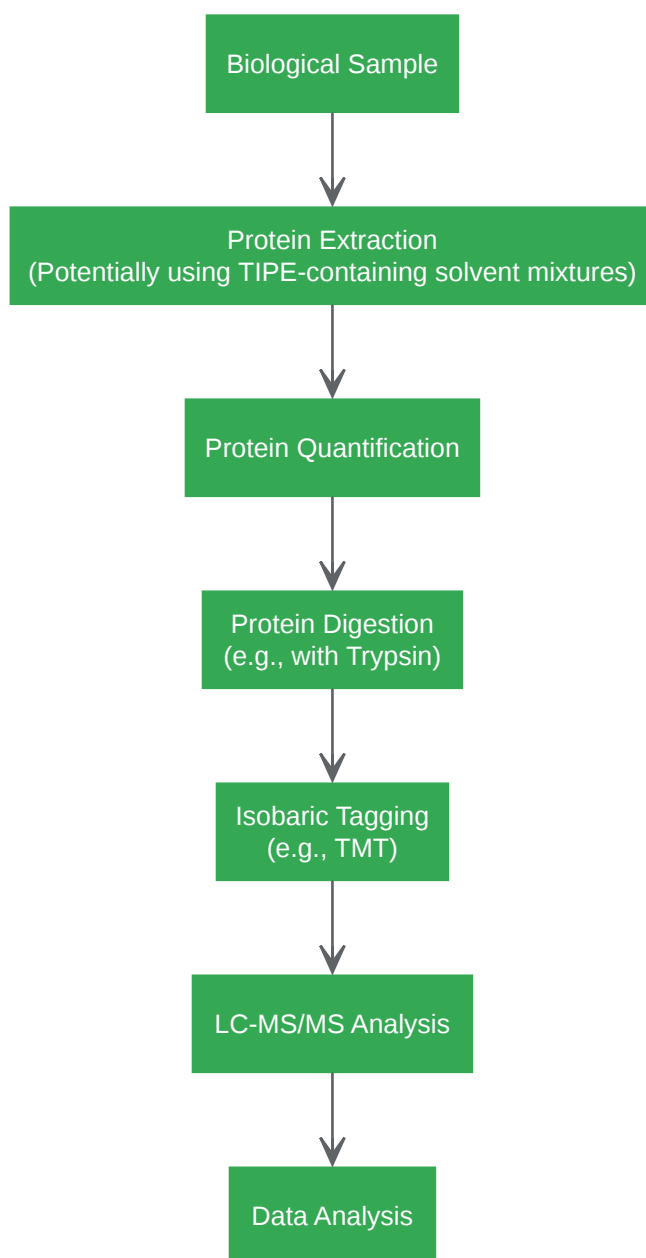 Biological Sample
Protein Extraction
(Potentially using TIPE-containing solvent mixtures)
Protein Quantification
Protein Digestion
(e.g., with Trypsin)
Isobaric Tagging
(e.g., TMT)
LC-MS/MS Analysis
Data Analysis